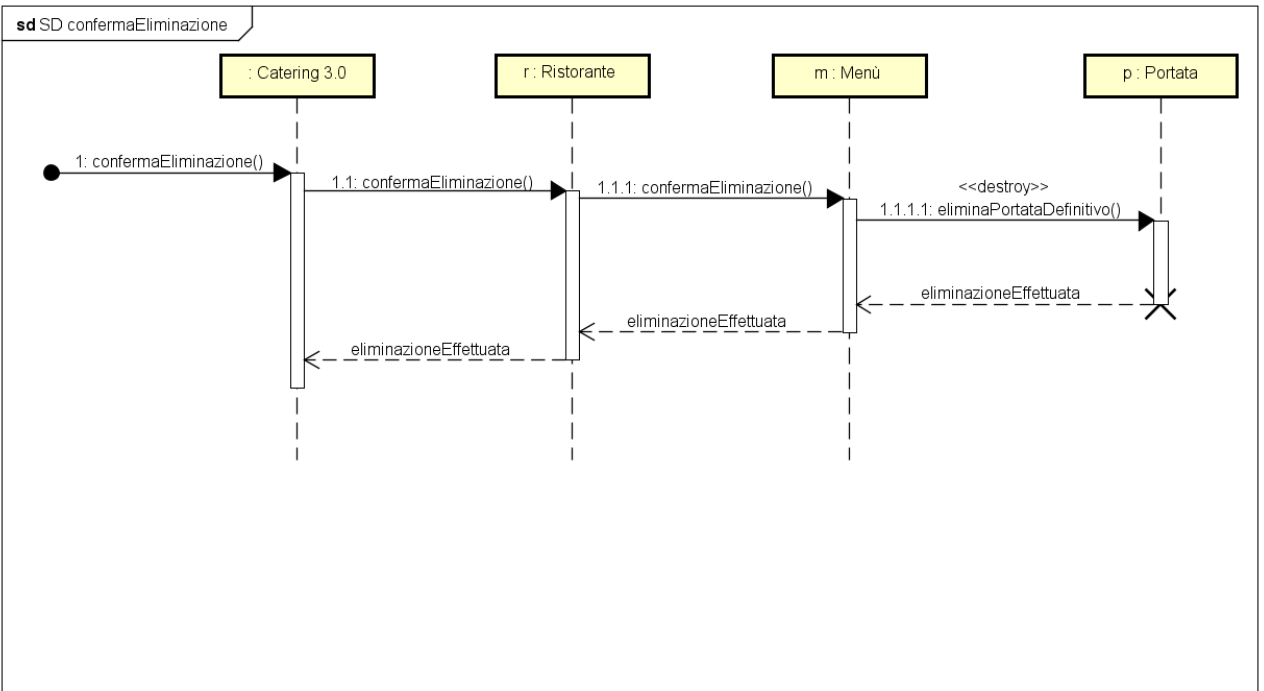 sd SD confermaEliminazione
: Catering 3.0
r : Ristorante
m : Menù
p : Portata
1: confermaEliminazione()
1.1: confermaEliminazione()
1.1.1: confermaEliminazione()
<<destroy>>
1.1.1.1: eliminaPortataDefinitivo()
eliminazioneEffettuata
eliminazioneEffettuata
eliminazioneEffettuata